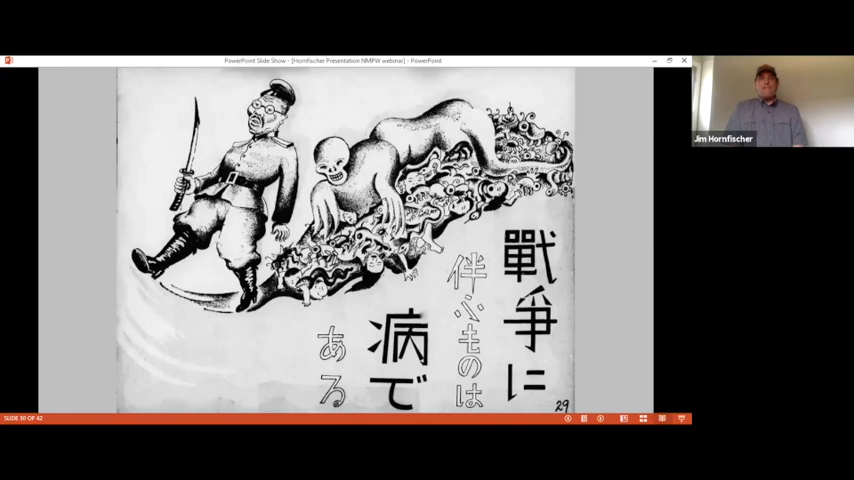 PowerPoint Slide Show - [Hornfischer Presentation NMPW webinar] - PowerPoint
Jim Hornfischer
戰爭に
伴ふものは
病で
ある
29
SLIDE 30 OF 42